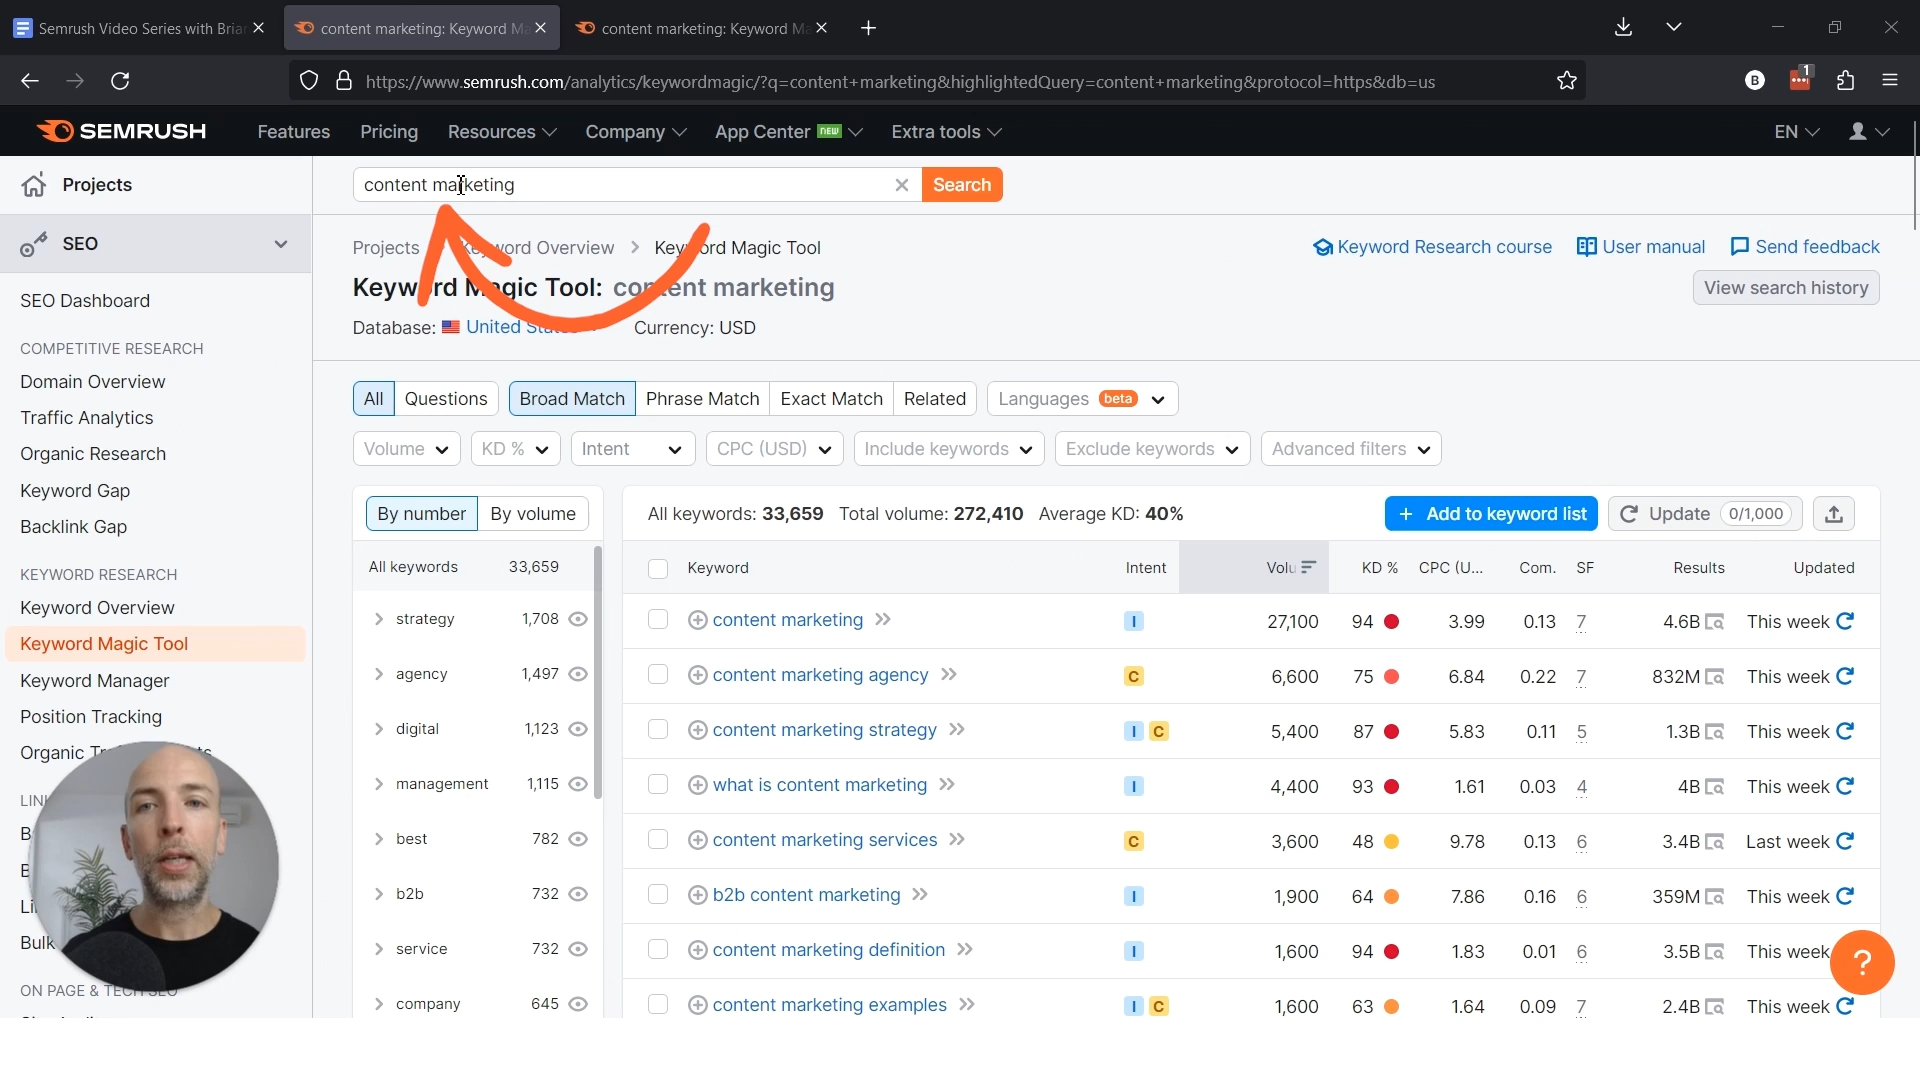 Semrush Video Series with Briar
content marketing: Keyword Ma
content marketing: Keyword Ma
https://www.semrush.com/analytics/keywordmagic/?q=content+marketing&highlightedQuery=content+marketing&protocol=https&db=us
B
1
SEMRUSH
Features
Pricing
Resources
Company
App Center new
Extra tools
EN
Projects
content marketing
Search
SEO
Projects
Keyword Overview
Keyword Magic Tool
Keyword Research course
User manual
Send feedback
Keyword Magic Tool: content marketing
View search history
Database: United States
Currency: USD
SEO Dashboard
COMPETITIVE RESEARCH
Domain Overview
Traffic Analytics
Organic Research
Keyword Gap
Backlink Gap
KEYWORD RESEARCH
Keyword Overview
Keyword Magic Tool
Keyword Manager
Position Tracking
Organic Tr
ts
LIN
B
B
Li
Bulk
ON PAGE & TECH SEO
All
Questions
Broad Match
Phrase Match
Exact Match
Related
Languages beta
Volume
KD %
Intent
CPC (USD)
Include keywords
Exclude keywords
Advanced filters
By number
By volume
All keywords 33,659
strategy 1,708
agency 1,497
digital 1,123
management 1,115
best 782
b2b 732
service 732
company 645
All keywords: 33,659 Total volume: 272,410 Average KD: 40%
+ Add to keyword list
Update 0/1,000
Keyword Intent Volu KD % CPC (U... Com. SF Results Updated
content marketing I 27,100 94 3.99 0.13 7 4.6B This week
content marketing agency C 6,600 75 6.84 0.22 7 832M This week
content marketing strategy I C 5,400 87 5.83 0.11 5 1.3B This week
what is content marketing I 4,400 93 1.61 0.03 4 4B This week
content marketing services C 3,600 48 9.78 0.13 6 3.4B Last week
b2b content marketing I 1,900 64 7.86 0.16 6 359M This week
content marketing definition I 1,600 94 1.83 0.01 6 3.5B This week
content marketing examples I C 1,600 63 1.64 0.09 7 2.4B This week
?